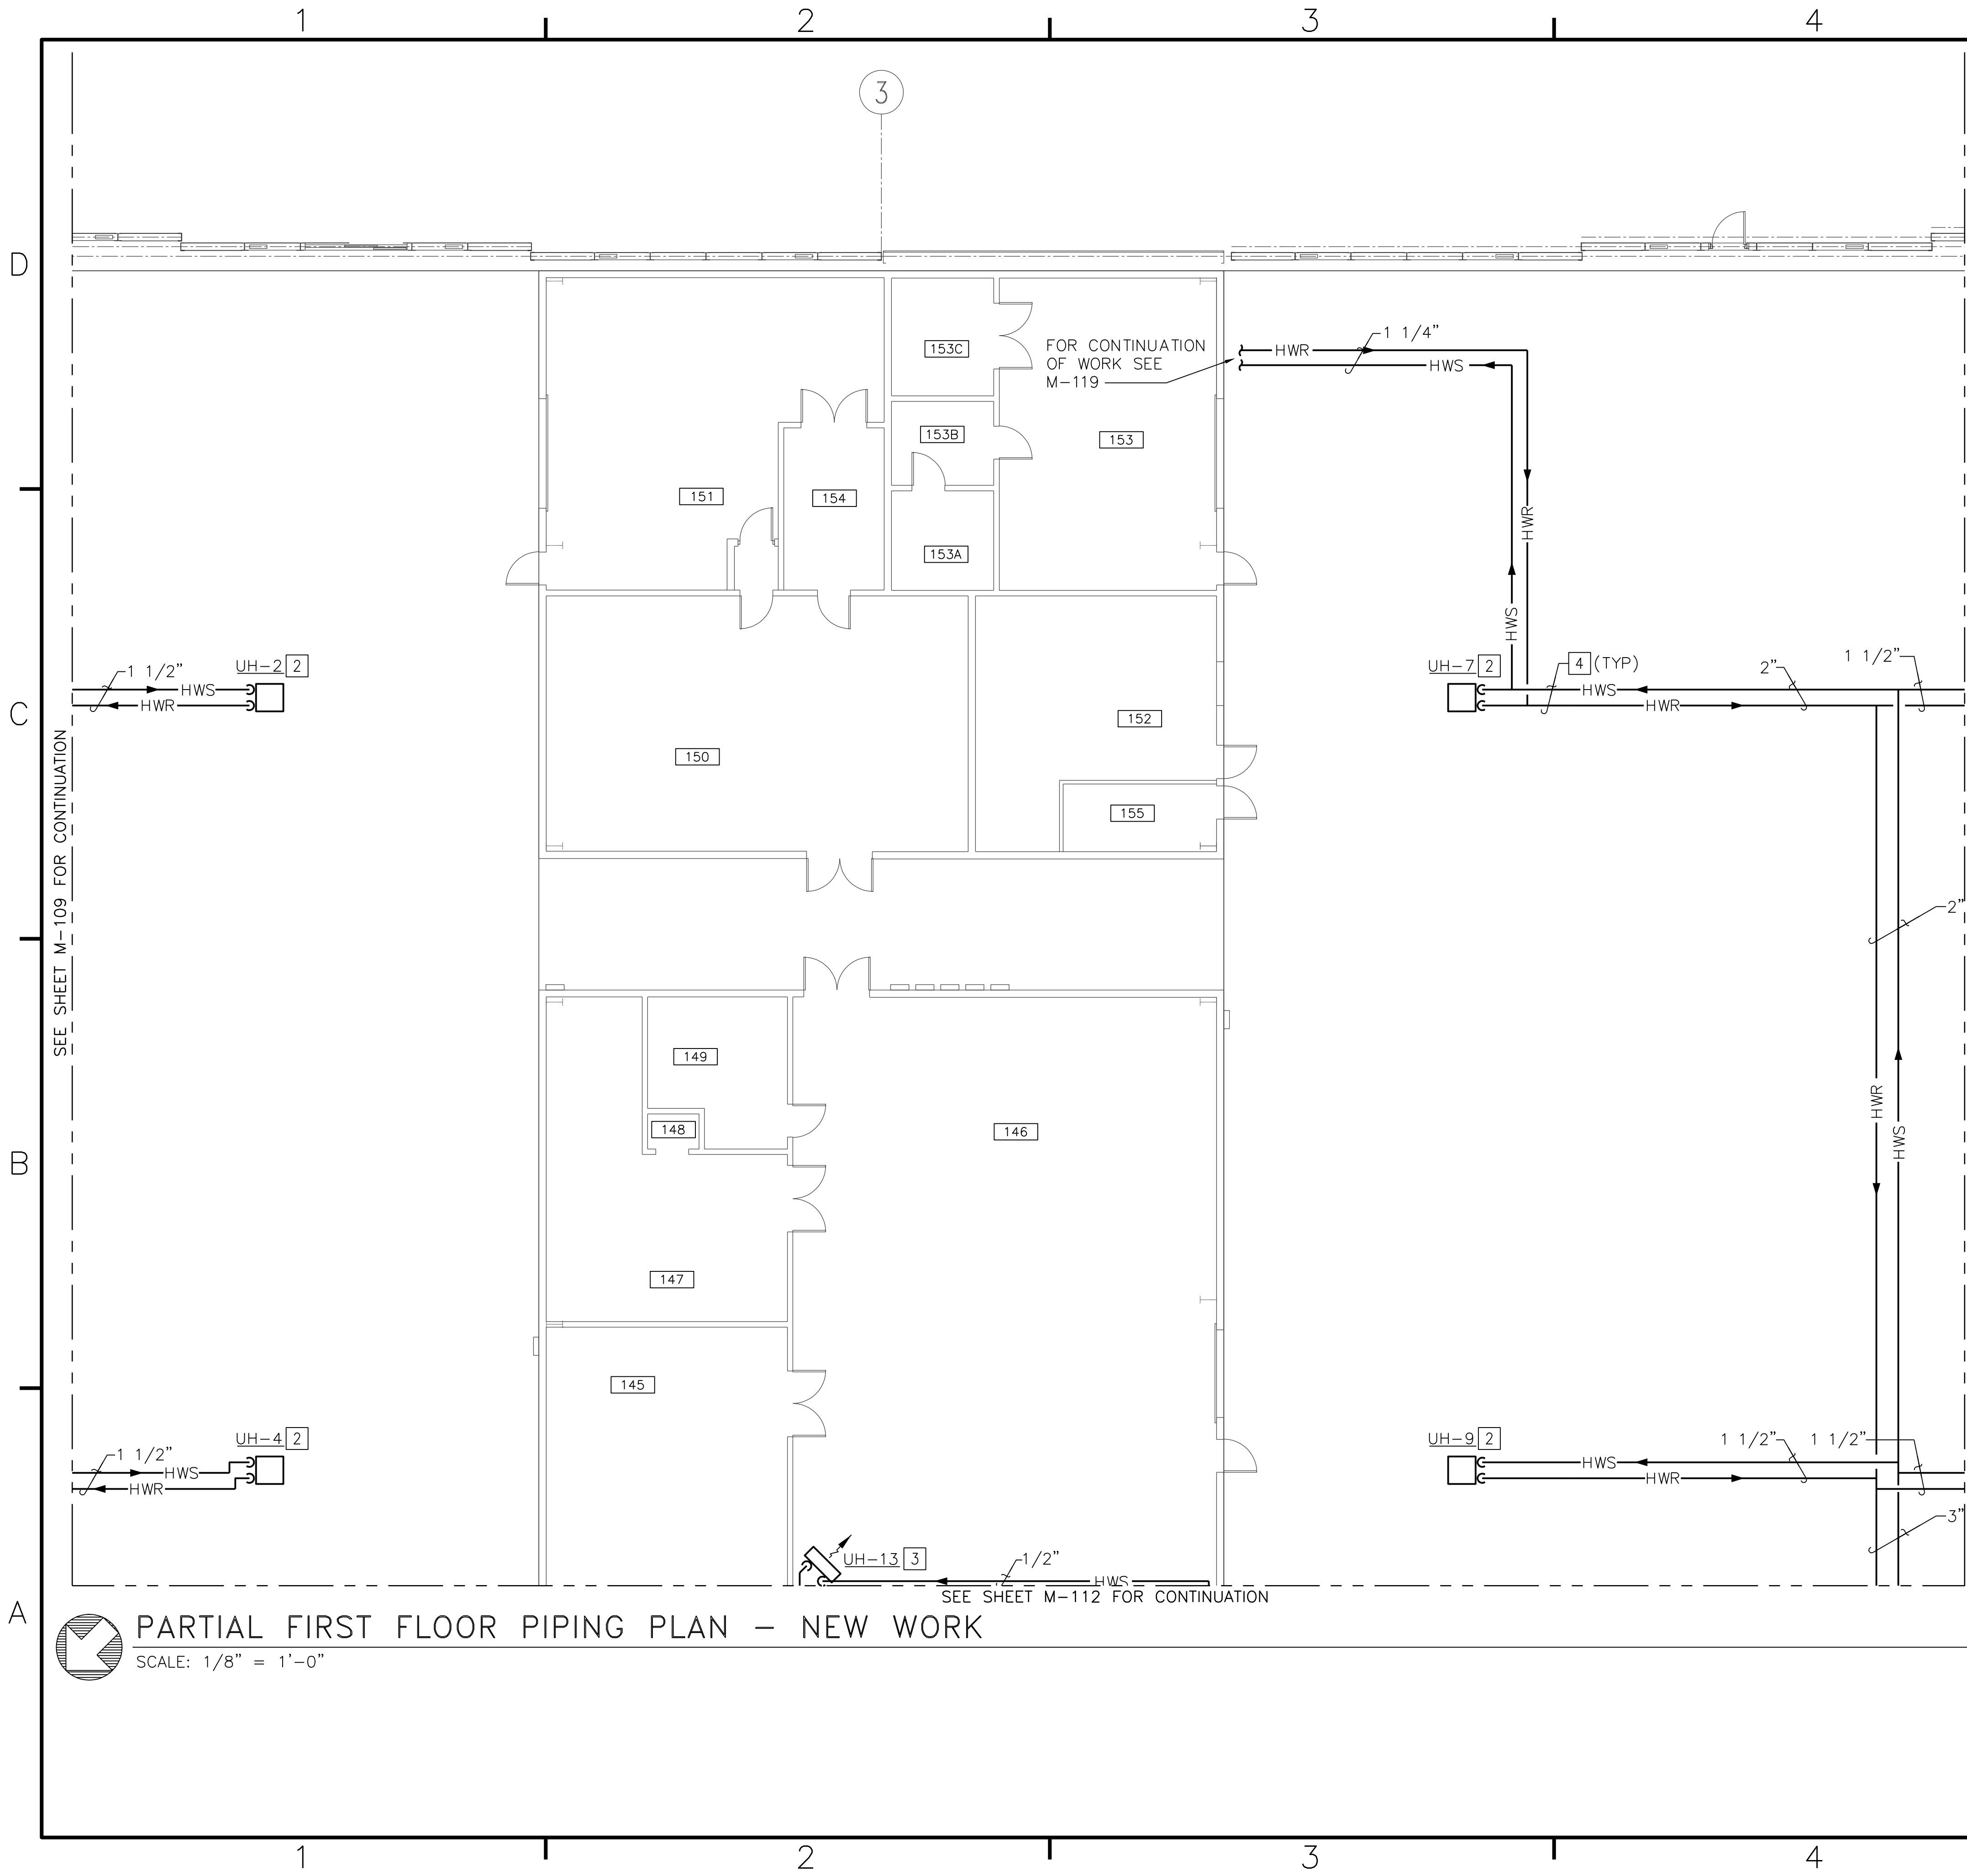 1 2 3 4
3
D
FOR CONTINUATION
OF WORK SEE
M-119
HWR
1 1/4"
HWS
153C
153B
153
151
154
153A
HWR
HWS
1 1/2"
HWS
HWR
UH-2 2
UH-7 2
4 (TYP)
HWS
HWR
2"
1 1/2"
C
152
150
155
SEE SHEET M-109 FOR CONTINUATION
2"
149
148
146
HWR
HWS
B
147
145
1 1/2"
HWS
HWR
UH-4 2
UH-9 2
HWS
HWR
1 1/2"
1 1/2"
3"
UH-13 3
1/2"
HWS
SEE SHEET M-112 FOR CONTINUATION
A
PARTIAL FIRST FLOOR PIPING PLAN - NEW WORK
SCALE: 1/8" = 1'-0"
1 2 3 4